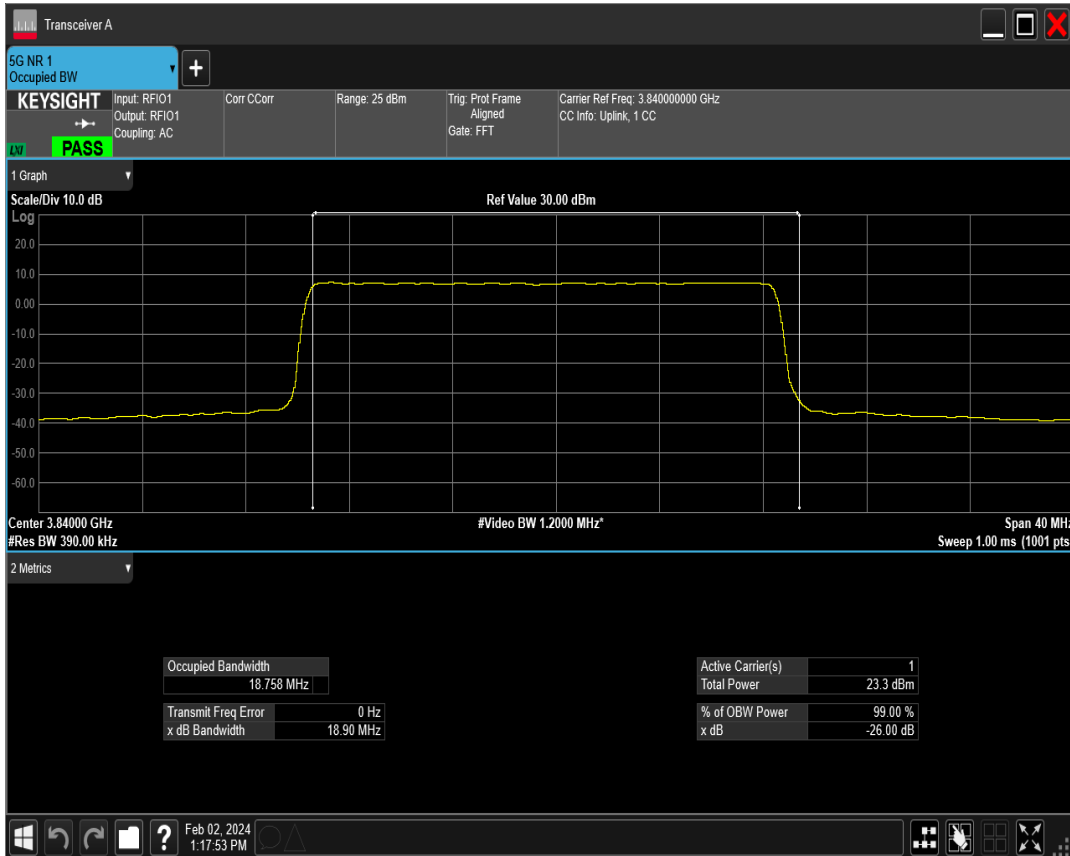 Transceiver A
5G NR 1
Occupied BW
+
KEYSIGHT
LXI
PASS
Input: RFIO1
Output: RFIO1
Coupling: AC
Corr CCorr
Range: 25 dBm
Trig: Prot Frame
Aligned
Gate: FFT
Carrier Ref Freq: 3.840000000 GHz
CC Info: Uplink, 1 CC
1 Graph
Scale/Div 10.0 dB
Ref Value 30.00 dBm
Log
20.0
10.0
0.00
-10.0
-20.0
-30.0
-40.0
-50.0
-60.0
Center 3.84000 GHz
#Video BW 1.2000 MHz*
Span 40 MHz
#Res BW 390.00 kHz
Sweep 1.00 ms (1001 pts
2 Metrics
Occupied Bandwidth
18.758 MHz
Transmit Freq Error 0 Hz
x dB Bandwidth 18.90 MHz
Active Carrier(s) 1
Total Power 23.3 dBm
% of OBW Power 99.00 %
x dB -26.00 dB
?
Feb 02, 2024
1:17:53 PM